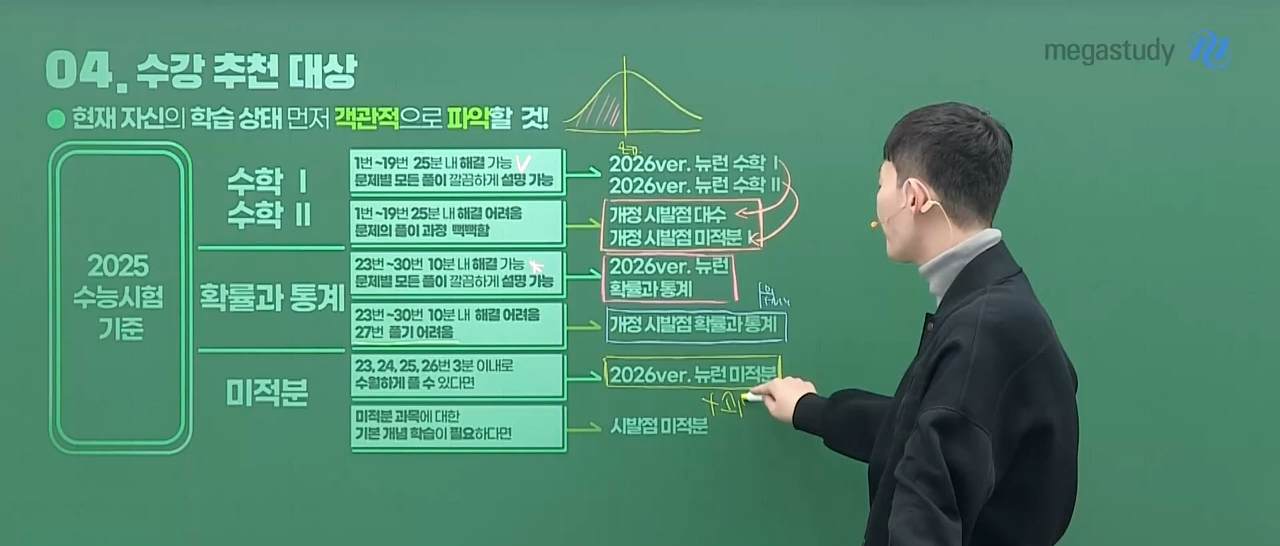 megastudy
04. 수강 추천 대상
현재 자신의 학습 상태 먼저 객관적으로 파악할 것!
2025
수능시험
기준
수학 Ⅰ
수학 Ⅱ
1번~19번 25분 내 해결 가능
문제별 모든 풀이 깔끔하게 설명 가능
2026ver. 뉴런 수학 Ⅰ
2026ver. 뉴런 수학 Ⅱ
1번~19번 25분 내 해결 어려움
문제의 풀이 과정 뻑뻑함
개정 시발점 대수
개정 시발점 미적분 Ⅰ
확률과 통계
23번~30번 10분 내 해결 가능
문제별 모든 풀이 깔끔하게 설명 가능
2026ver. 뉴런
확률과 통계
23번~30번 10분 내 해결 어려움
27번 풀기 어려움
개정 시발점 확률과 통계
미적분
23, 24, 25, 26번 3분 이내로
수월하게 풀 수 있다면
2026ver. 뉴런 미적분
미적분 과목에 대한
기본 개념 학습이 필요하다면
시발점 미적분